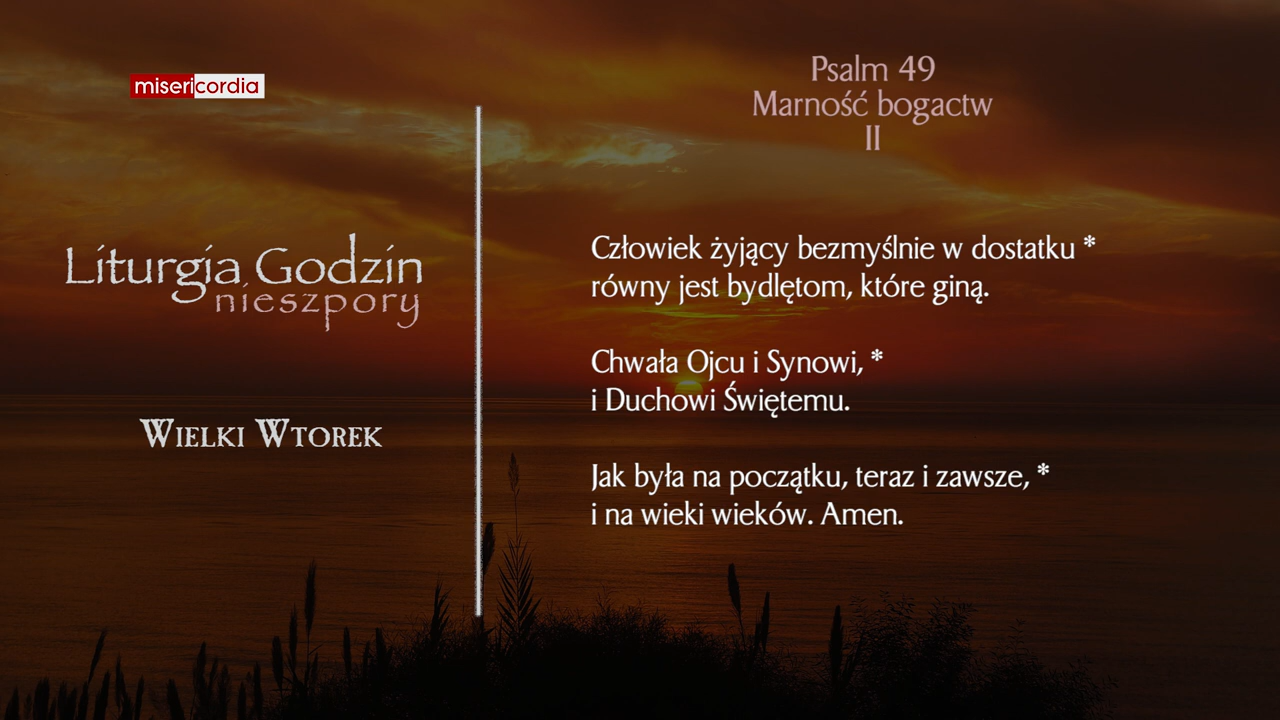 misericordia
Liturgia Godzin
nieszpory
Wielki Wtorek
Psalm 49
Marność bogactw
II
Człowiek żyjący bezmyślnie w dostatku *
równy jest bydlętom, które giną.
Chwała Ojcu i Synowi, *
i Duchowi Świętemu.
Jak była na początku, teraz i zawsze, *
i na wieki wieków. Amen.